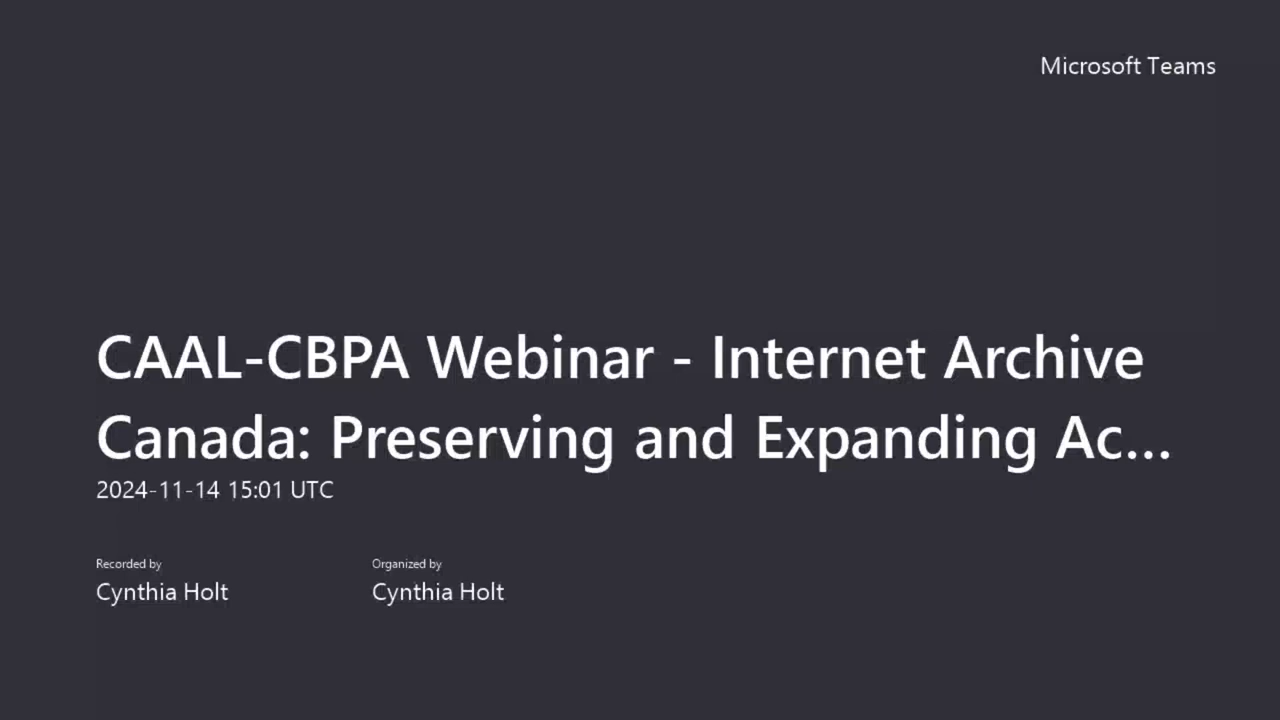 Microsoft Teams
CAAL-CBPA Webinar - Internet Archive
Canada: Preserving and Expanding Ac...
2024-11-14 15:01 UTC
Recorded by
Cynthia Holt
Organized by
Cynthia Holt